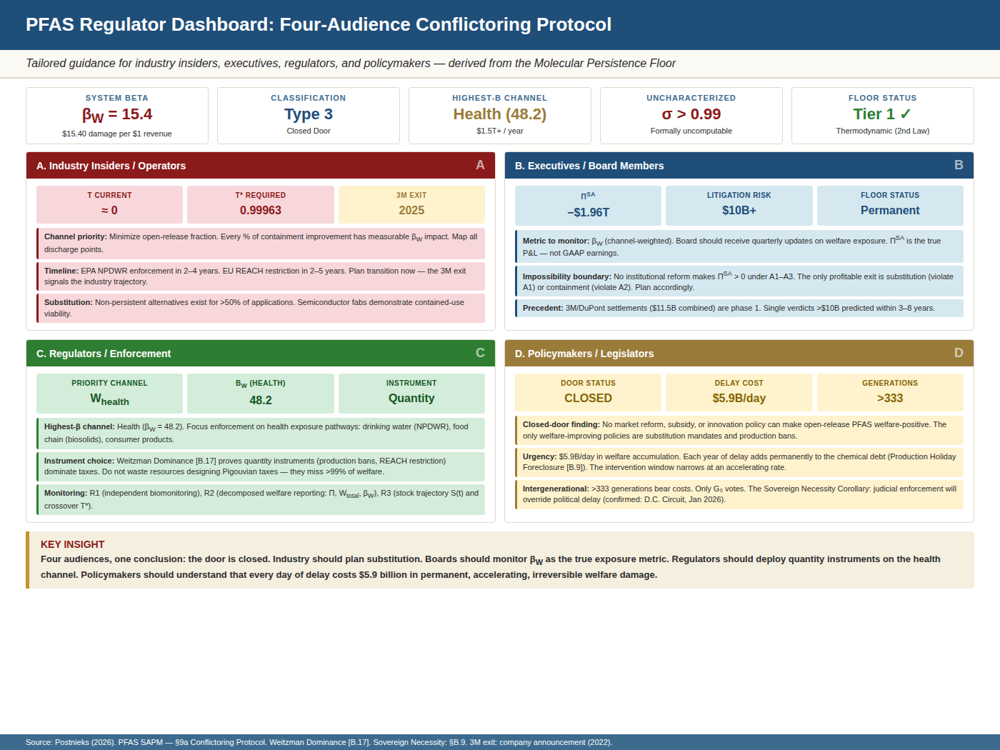 PFAS Regulator Dashboard: Four-Audience Conflictoring Protocol
Tailored guidance for industry insiders, executives, regulators, and policymakers — derived from the Molecular Persistence Floor
SYSTEM BETA
βW = 15.4
$15.40 damage per $1 revenue
CLASSIFICATION
Type 3
Closed Door
HIGHEST-B CHANNEL
Health (48.2)
$1.5T+ / year
UNCHARACTERIZED
σ > 0.99
Formally uncomputable
FLOOR STATUS
Tier 1 ✓
Thermodynamic (2nd Law)
A. Industry Insiders / Operators
A
T CURRENT
≈ 0
T* REQUIRED
0.99963
3M EXIT
2025
Channel priority: Minimize open-release fraction. Every % of containment improvement has measurable βW impact. Map all
discharge points.
Timeline: EPA NPDWR enforcement in 2–4 years. EU REACH restriction in 2–5 years. Plan transition now — the 3M exit
signals the industry trajectory.
Substitution: Non-persistent alternatives exist for >50% of applications. Semiconductor fabs demonstrate contained-use
viability.
B. Executives / Board Members
B
ΠSA
−$1.96T
LITIGATION RISK
$10B+
FLOOR STATUS
Permanent
Metric to monitor: βW (channel-weighted). Board should receive quarterly updates on welfare exposure. ΠSA is the true
P&L — not GAAP earnings.
Impossibility boundary: No institutional reform makes ΠSA > 0 under A1–A3. The only profitable exit is substitution (violate
A1) or containment (violate A2). Plan accordingly.
Precedent: 3M/DuPont settlements ($11.5B combined) are phase 1. Single verdicts >$10B predicted within 3–8 years.
C. Regulators / Enforcement
C
PRIORITY CHANNEL
Whealth
BW (HEALTH)
48.2
INSTRUMENT
Quantity
Highest-β channel: Health (βW = 48.2). Focus enforcement on health exposure pathways: drinking water (NPDWR), food
chain (biosolids), consumer products.
Instrument choice: Weitzman Dominance [B.17] proves quantity instruments (production bans, REACH restriction)
dominate taxes. Do not waste resources designing Pigouvian taxes — they miss >99% of welfare.
Monitoring: R1 (independent biomonitoring), R2 (decomposed welfare reporting: Π, Wtotal, βW), R3 (stock trajectory S(t) and
crossover T*).
D. Policymakers / Legislators
D
DOOR STATUS
CLOSED
DELAY COST
$5.9B/day
GENERATIONS
>333
Closed-door finding: No market reform, subsidy, or innovation policy can make open-release PFAS welfare-positive. The
only welfare-improving policies are substitution mandates and production bans.
Urgency: $5.9B/day in welfare accumulation. Each year of delay adds permanently to the chemical debt (Production Holiday
Foreclosure [B.9]). The intervention window narrows at an accelerating rate.
Intergenerational: >333 generations bear costs. Only G₀ votes. The Sovereign Necessity Corollary: judicial enforcement will
override political delay (confirmed: D.C. Circuit, Jan 2026).
KEY INSIGHT
Four audiences, one conclusion: the door is closed. Industry should plan substitution. Boards should monitor βW as the true exposure metric. Regulators should deploy quantity instruments on the health
channel. Policymakers should understand that every day of delay costs $5.9 billion in permanent, accelerating, irreversible welfare damage.
Source: Postnieks (2026). PFAS SAPM — §9a Conflictoring Protocol. Weitzman Dominance [B.17]. Sovereign Necessity: §B.9. 3M exit: company announcement (2022).